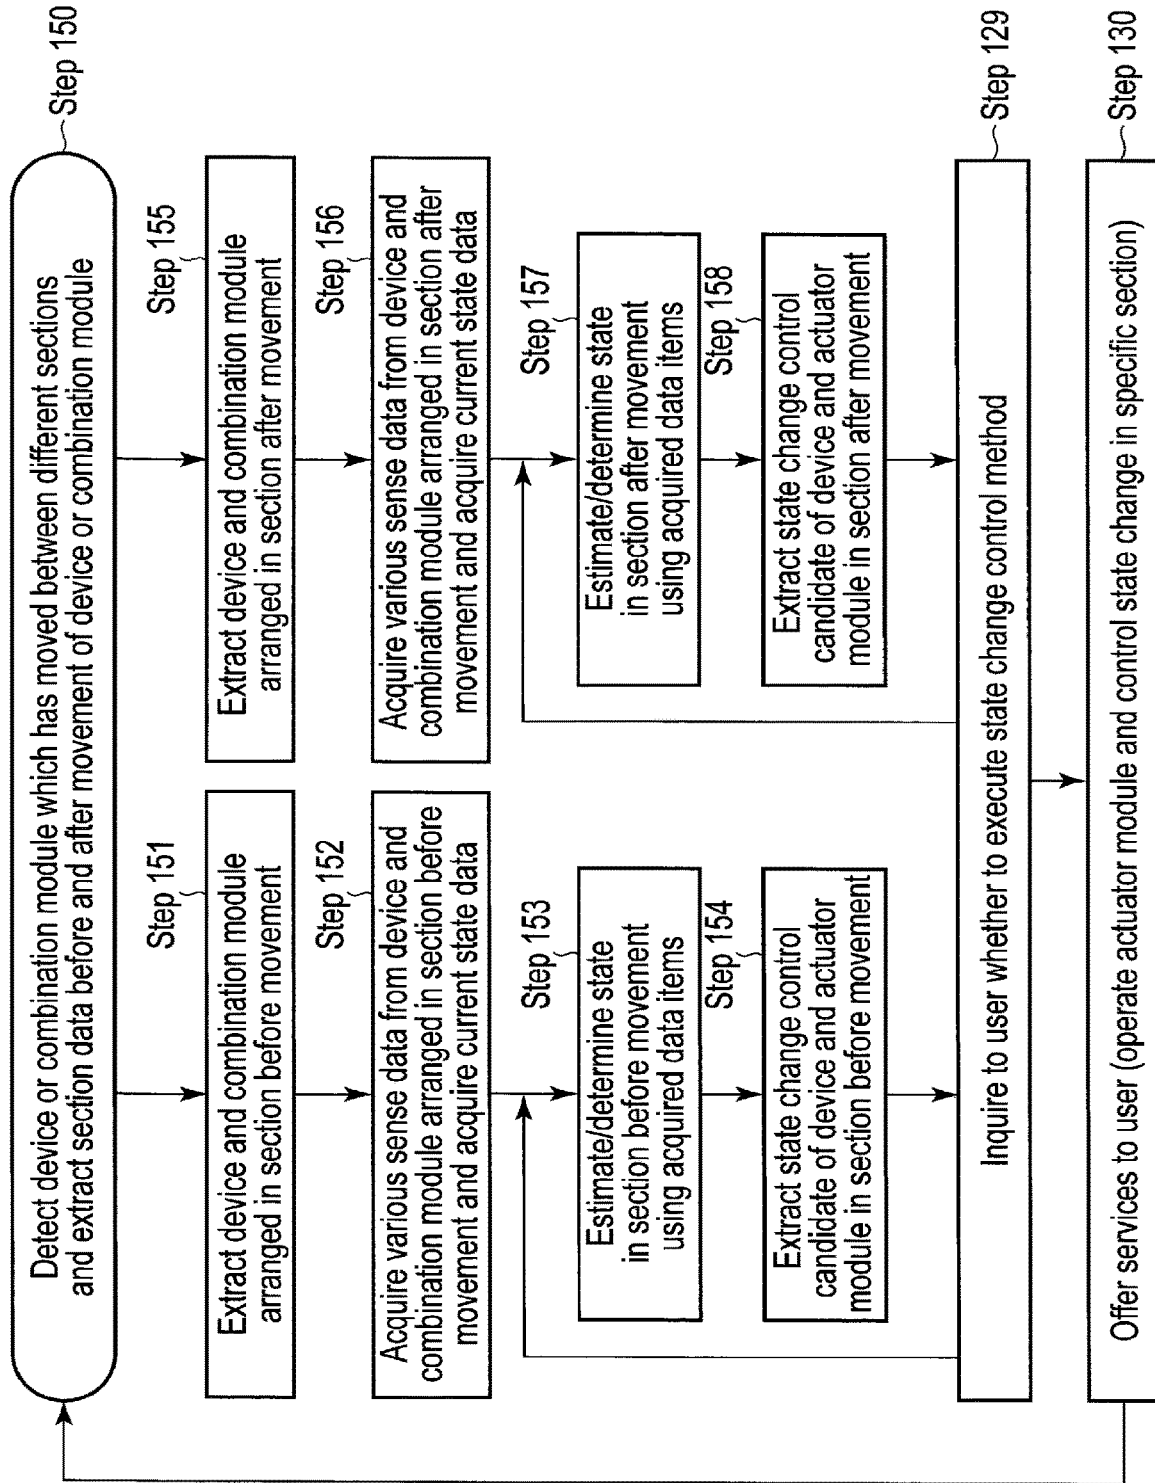 Detect device or combination module which has moved between different sections
and extract section data before and after movement of device or combination module
Step 150
Step 151
Extract device and combination module
arranged in section before movement
Step 152
Acquire various sense data from device and
combination module arranged in section before
movement and acquire current state data
Step 153
Estimate/determine state
in section before movement
using acquired data items
Step 154
Extract state change control
candidate of device and actuator
module in section before movement
Step 155
Extract device and combination module
arranged in section after movement
Step 156
Acquire various sense data from device and
combination module arranged in section after
movement and acquire current state data
Step 157
Estimate/determine state
in section after movement
using acquired data items
Step 158
Extract state change control
candidate of device and actuator
module in section after movement
Inquire to user whether to execute state change control method
Step 129
Offer services to user (operate actuator module and control state change in specific section)
Step 130